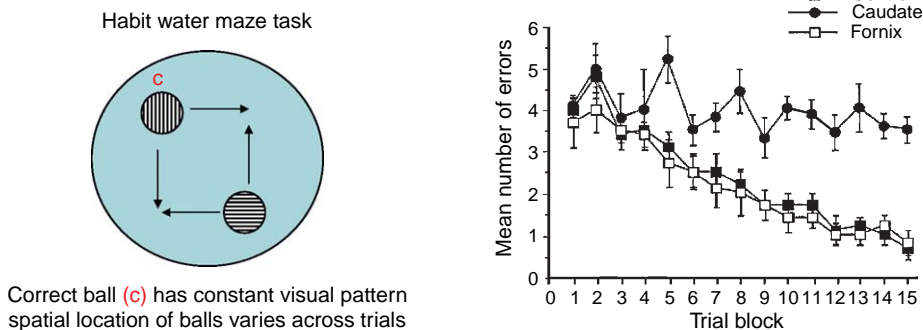 Habit water maze task
c
Correct ball (c) has constant visual pattern
spatial location of balls varies across trials
Caudate
Fornix
Mean number of errors
6
5
4
3
2
1
0
0 1 2 3 4 5 6 7 8 9 10 11 12 13 14 15
Trial block